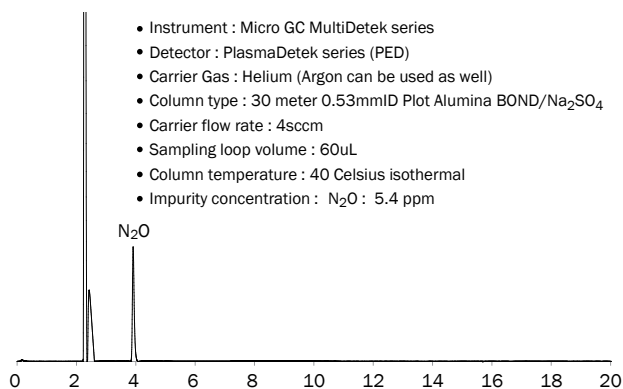 • Instrument : Micro GC MultiDetek series
• Detector : PlasmaDetek series (PED)
• Carrier Gas : Helium (Argon can be used as well)
• Column type : 30 meter 0.53mmID Plot Alumina BOND/Na₂SO₄
• Carrier flow rate : 4sccm
• Sampling loop volume : 60uL
• Column temperature : 40 Celsius isothermal
• Impurity concentration : N₂O : 5.4 ppm
N₂O
0 2 4 6 8 10 12 14 16 18 20